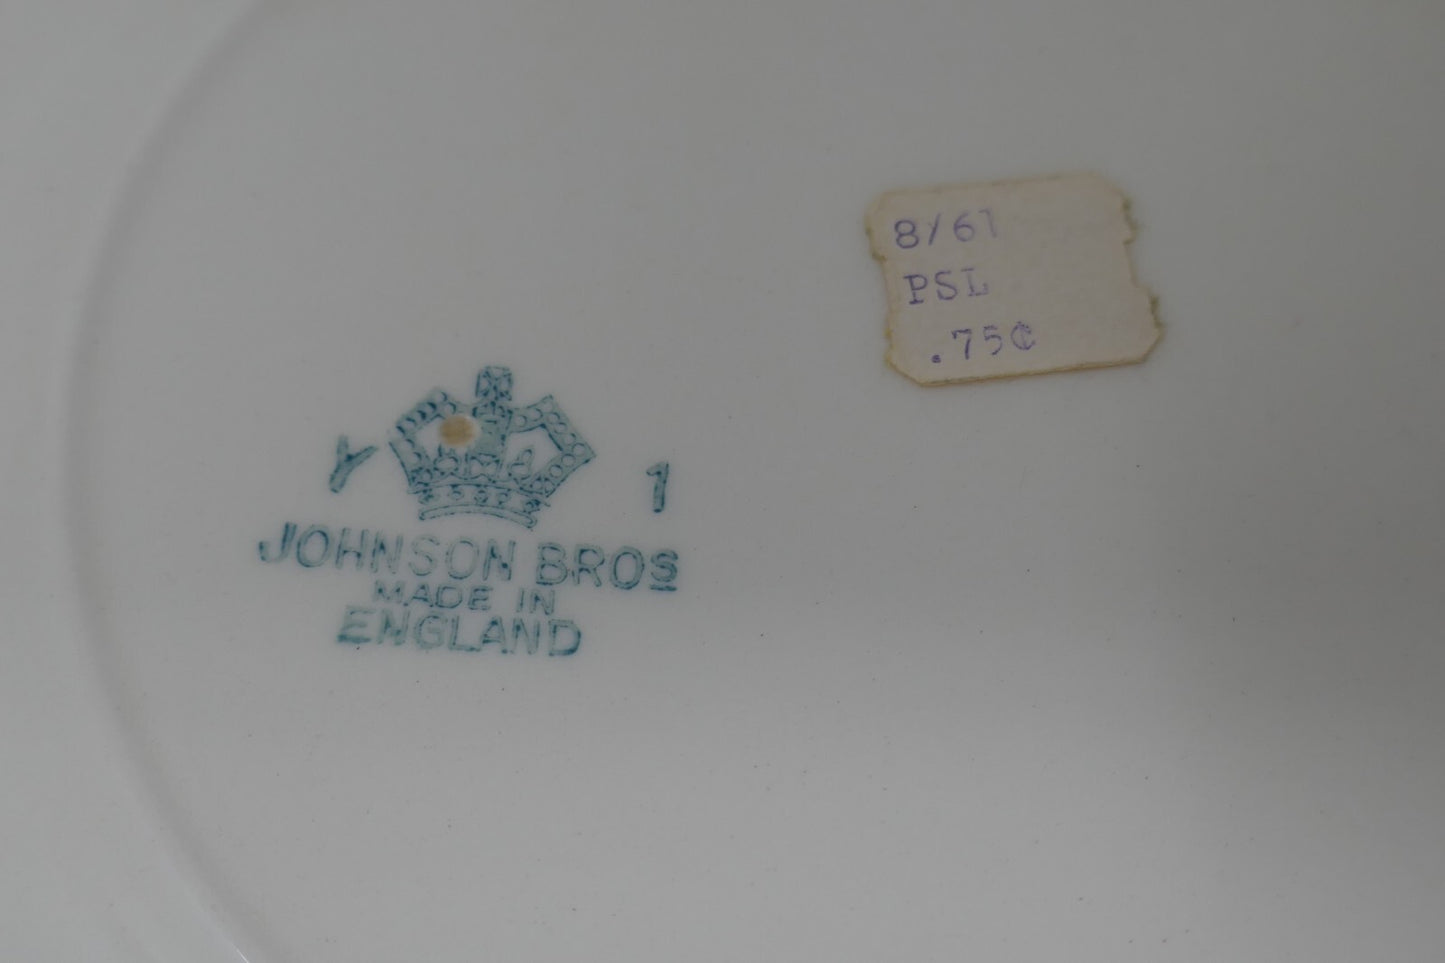 Y 1
JOHNSON BROS
MADE IN
ENGLAND
8/61
PSL
.75¢